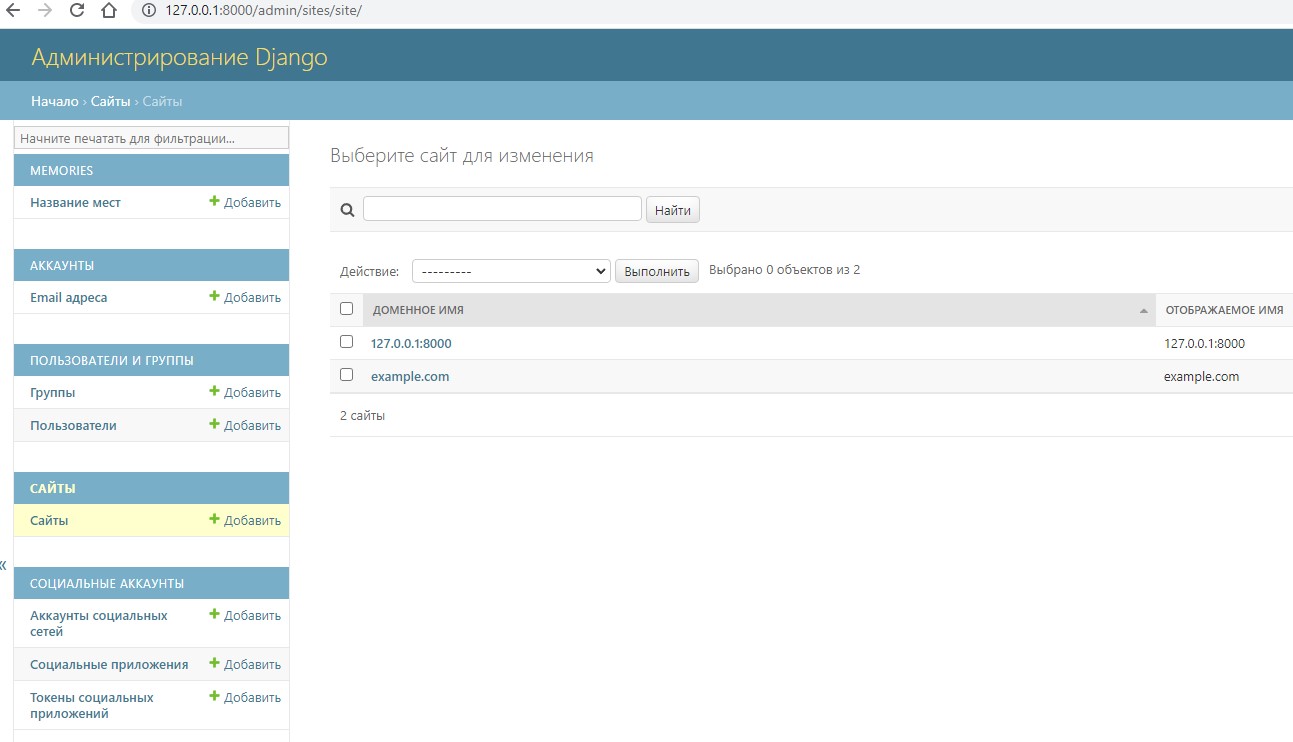 127.0.0.1:8000/admin/sites/site/
Администрирование Django
Начало › Сайты › Сайты
Начните печатать для фильтрации...
MEMORIES
Название мест + Добавить
АККАУНТЫ
Email адреса + Добавить
ПОЛЬЗОВАТЕЛИ И ГРУППЫ
Группы + Добавить
Пользователи + Добавить
САЙТЫ
Сайты + Добавить
«
СОЦИАЛЬНЫЕ АККАУНТЫ
Аккаунты социальных + Добавить
сетей
Социальные приложения + Добавить
Токены социальных + Добавить
приложений
Выберите сайт для изменения
Найти
Действие: --------- Выполнить Выбрано 0 объектов из 2
ДОМЕННОЕ ИМЯ ОТОБРАЖАЕМОЕ ИМЯ
127.0.0.1:8000 127.0.0.1:8000
example.com example.com
2 сайты